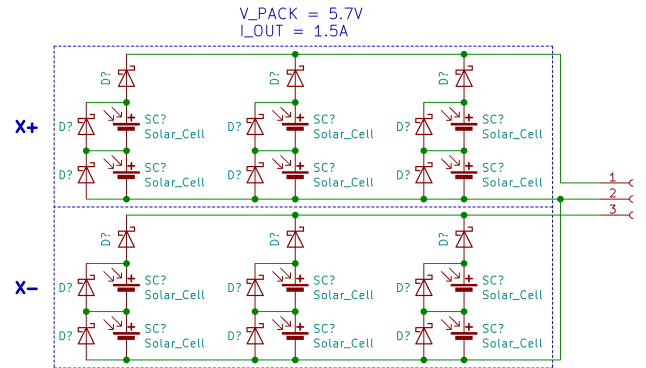 V_PACK = 5.7V
I_OUT = 1.5A
D? D? D?
X+
D? SC? D? SC? D? SC?
Solar_Cell Solar_Cell Solar_Cell
D? SC? D? SC? D? SC?
Solar_Cell Solar_Cell Solar_Cell
1
2
3
D? D? D?
X-
D? SC? D? SC? D? SC?
Solar_Cell Solar_Cell Solar_Cell
D? SC? D? SC? D? SC?
Solar_Cell Solar_Cell Solar_Cell